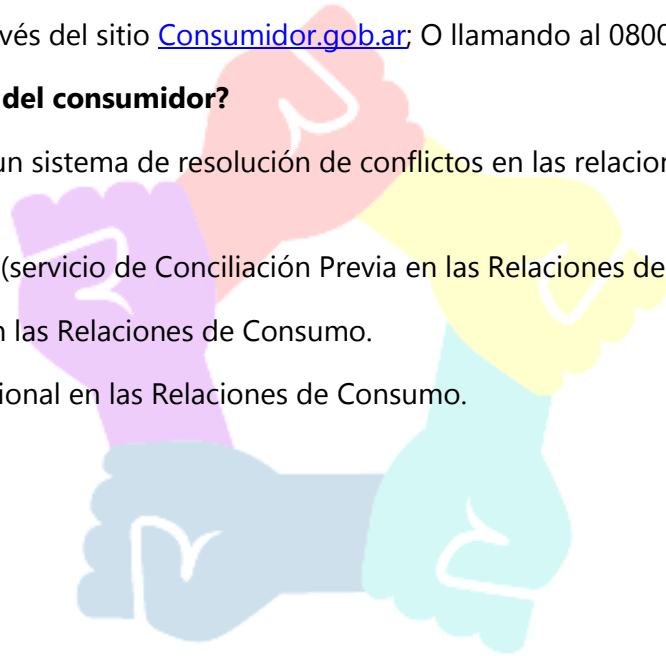 vés del sitio Consumidor.gob.ar; O llamando al 0800
del consumidor?
un sistema de resolución de conflictos en las relacion
(servicio de Conciliación Previa en las Relaciones de
las Relaciones de Consumo.
ional en las Relaciones de Consumo.